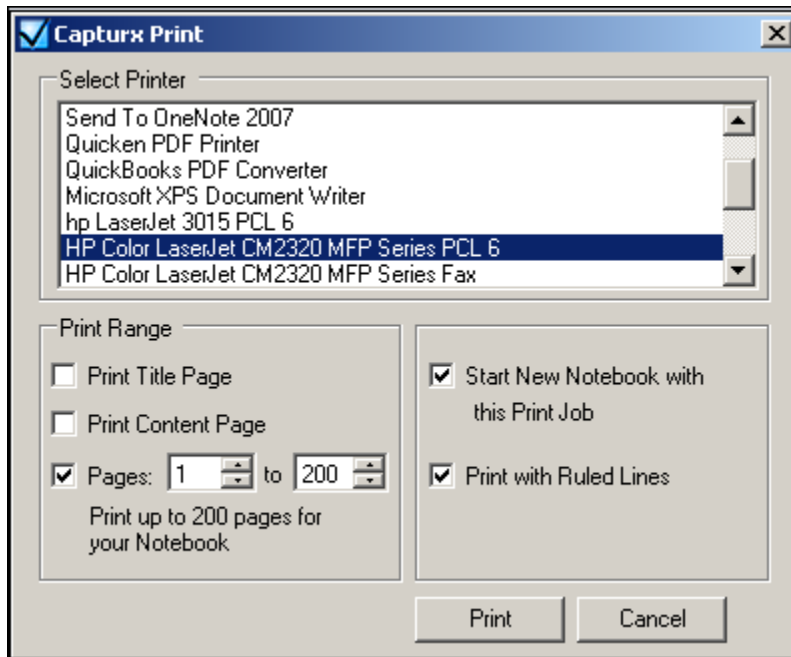 Capturx Print
Select Printer
Send To OneNote 2007
Quicken PDF Printer
QuickBooks PDF Converter
Microsoft XPS Document Writer
hp LaserJet 3015 PCL 6
HP Color LaserJet CM2320 MFP Series PCL 6
HP Color LaserJet CM2320 MFP Series Fax
Print Range
Print Title Page
Print Content Page
Pages: 1 to 200
Print up to 200 pages for
your Notebook
Start New Notebook with
this Print Job
Print with Ruled Lines
Print Cancel